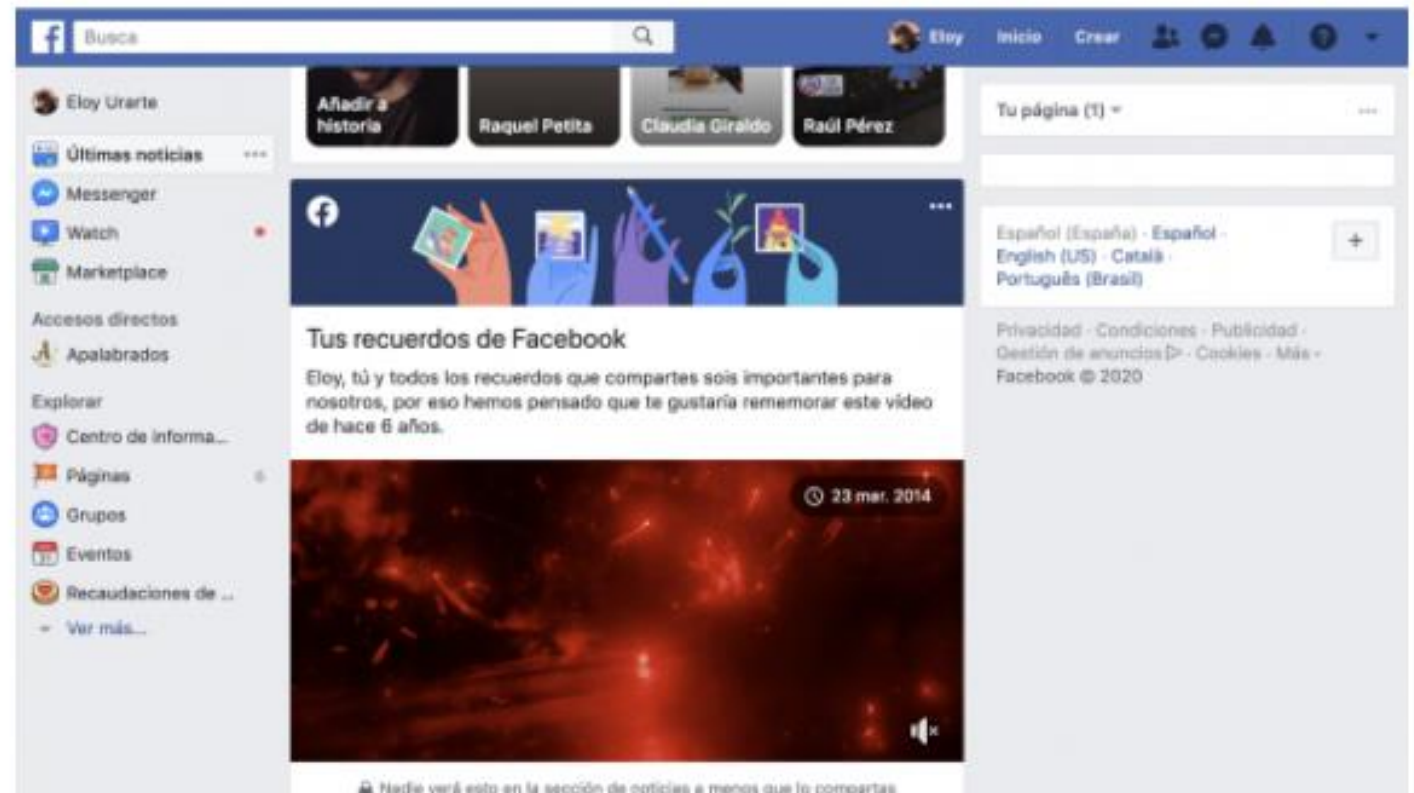 Busca
Eloy
Inicio
Crear
Eloy Urarte
Últimas noticias
Messenger
Watch
Marketplace
Accesos directos
Apalabrados
Explorar
Centro de informa...
Páginas
6
Grupos
Eventos
Recaudaciones de ...
Ver más...
Añadir a
historia
Raquel Petita
Claudia Giraldo
Raúl Pérez
Tus recuerdos de Facebook
Eloy, tú y todos los recuerdos que compartes sois importantes para
nosotros, por eso hemos pensado que te gustaría rememorar este vídeo
de hace 6 años.
23 mar. 2014
Nadie verá esto en la sección de noticias a menos que lo compartas
Tu página (1)
Español (España) · Español ·
English (US) · Català ·
Português (Brasil)
Privacidad · Condiciones · Publicidad ·
Gestión de anuncios · Cookies · Más
Facebook © 2020